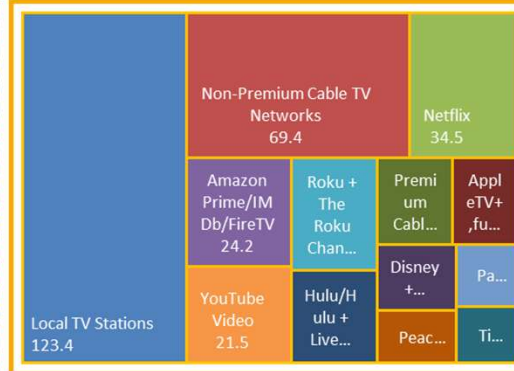 Non-Premium Cable TV
Networks
69.4
Netflix
34.5
Amazon
Prime/IM
Db/FireTV
24.2
Roku +
The
Roku
Chan...
Premi
um
Cabl...
Appl
eTV+
,fu...
Disney
+...
Pa...
YouTube
Video
21.5
Hulu/H
ulu +
Live...
Peac...
Ti...
Local TV Stations
123.4